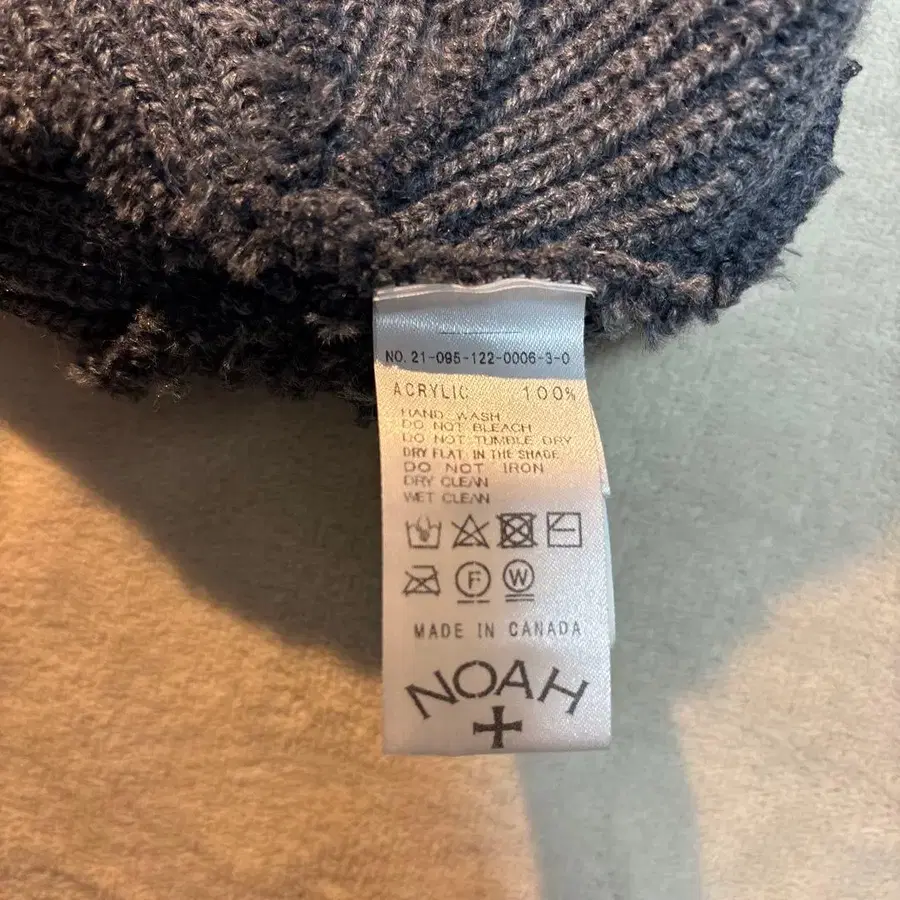 NO. 21-095-122-0006-3-0
ACRYLIC 100%
HAND WASH
DO NOT BLEACH
DO NOT TUMBLE DRY
DRY FLAT IN THE SHADE
DO NOT IRON
DRY CLEAN
WET CLEAN
F W
MADE IN CANADA
NOAH